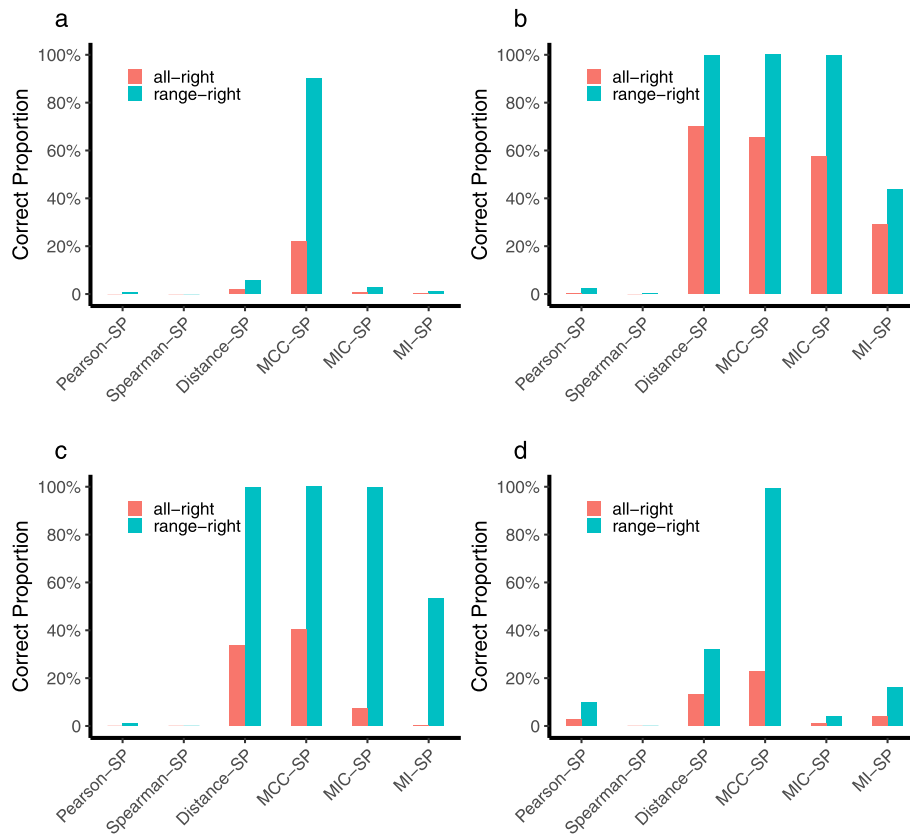 a
Correct Proportion
100%
80%
60%
40%
20%
0
all−right
range−right
Pearson−SP
Spearman−SP
Distance−SP
MCC−SP
MIC−SP
MI−SP
b
Correct Proportion
100%
80%
60%
40%
20%
0
all−right
range−right
Pearson−SP
Spearman−SP
Distance−SP
MCC−SP
MIC−SP
MI−SP
c
Correct Proportion
100%
80%
60%
40%
20%
0
all−right
range−right
Pearson−SP
Spearman−SP
Distance−SP
MCC−SP
MIC−SP
MI−SP
d
Correct Proportion
100%
80%
60%
40%
20%
0
all−right
range−right
Pearson−SP
Spearman−SP
Distance−SP
MCC−SP
MIC−SP
MI−SP